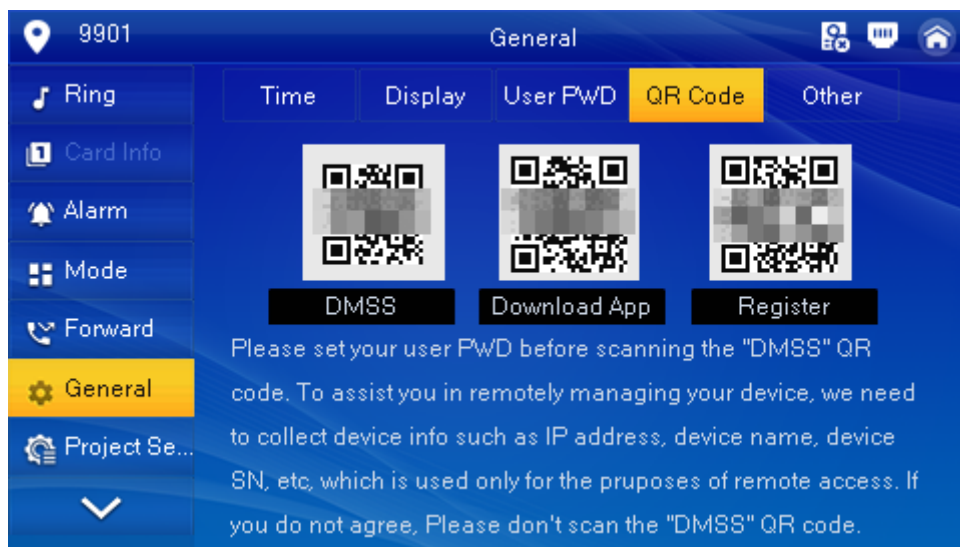 9901
General
Ring
Card Info
Alarm
Mode
Forward
General
Project Se...
Time
Display
User PWD
QR Code
Other
DMSS
Download App
Register
Please set your user PWD before scanning the "DMSS" QR
code. To assist you in remotely managing your device, we need
to collect device info such as IP address, device name, device
SN, etc, which is used only for the pruposes of remote access. If
you do not agree, Please don't scan the "DMSS" QR code.